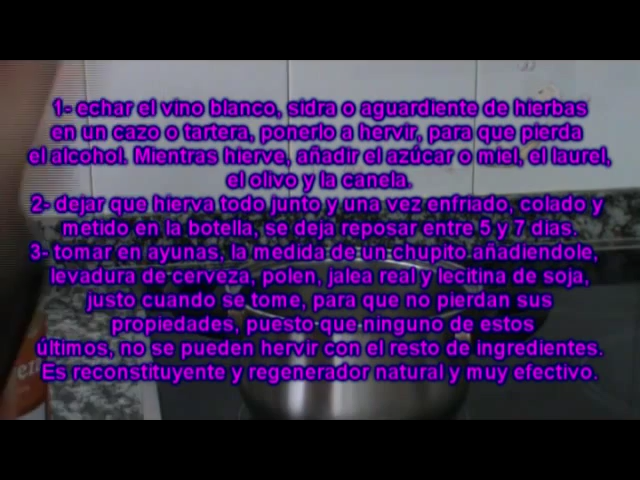 1- echar el vino blanco, sidra o aguardiente de hierbas
en un cazo o tartera, ponerlo a hervir, para que pierda
el alcohol. Mientras hierve, añadir el azúcar o miel, el laurel,
el olivo y la canela.
2- dejar que hierva todo junto y una vez enfriado, colado y
metido en la botella, se deja reposar entre 5 y 7 dias.
3- tomar en ayunas, la medida de un chupito añadiendole,
levadura de cerveza, polen, jalea real y lecitina de soja,
justo cuando se tome, para que no pierdan sus
propiedades, puesto que ninguno de estos
últimos, no se pueden hervir con el resto de ingredientes.
Es reconstituyente y regenerador natural y muy efectivo.